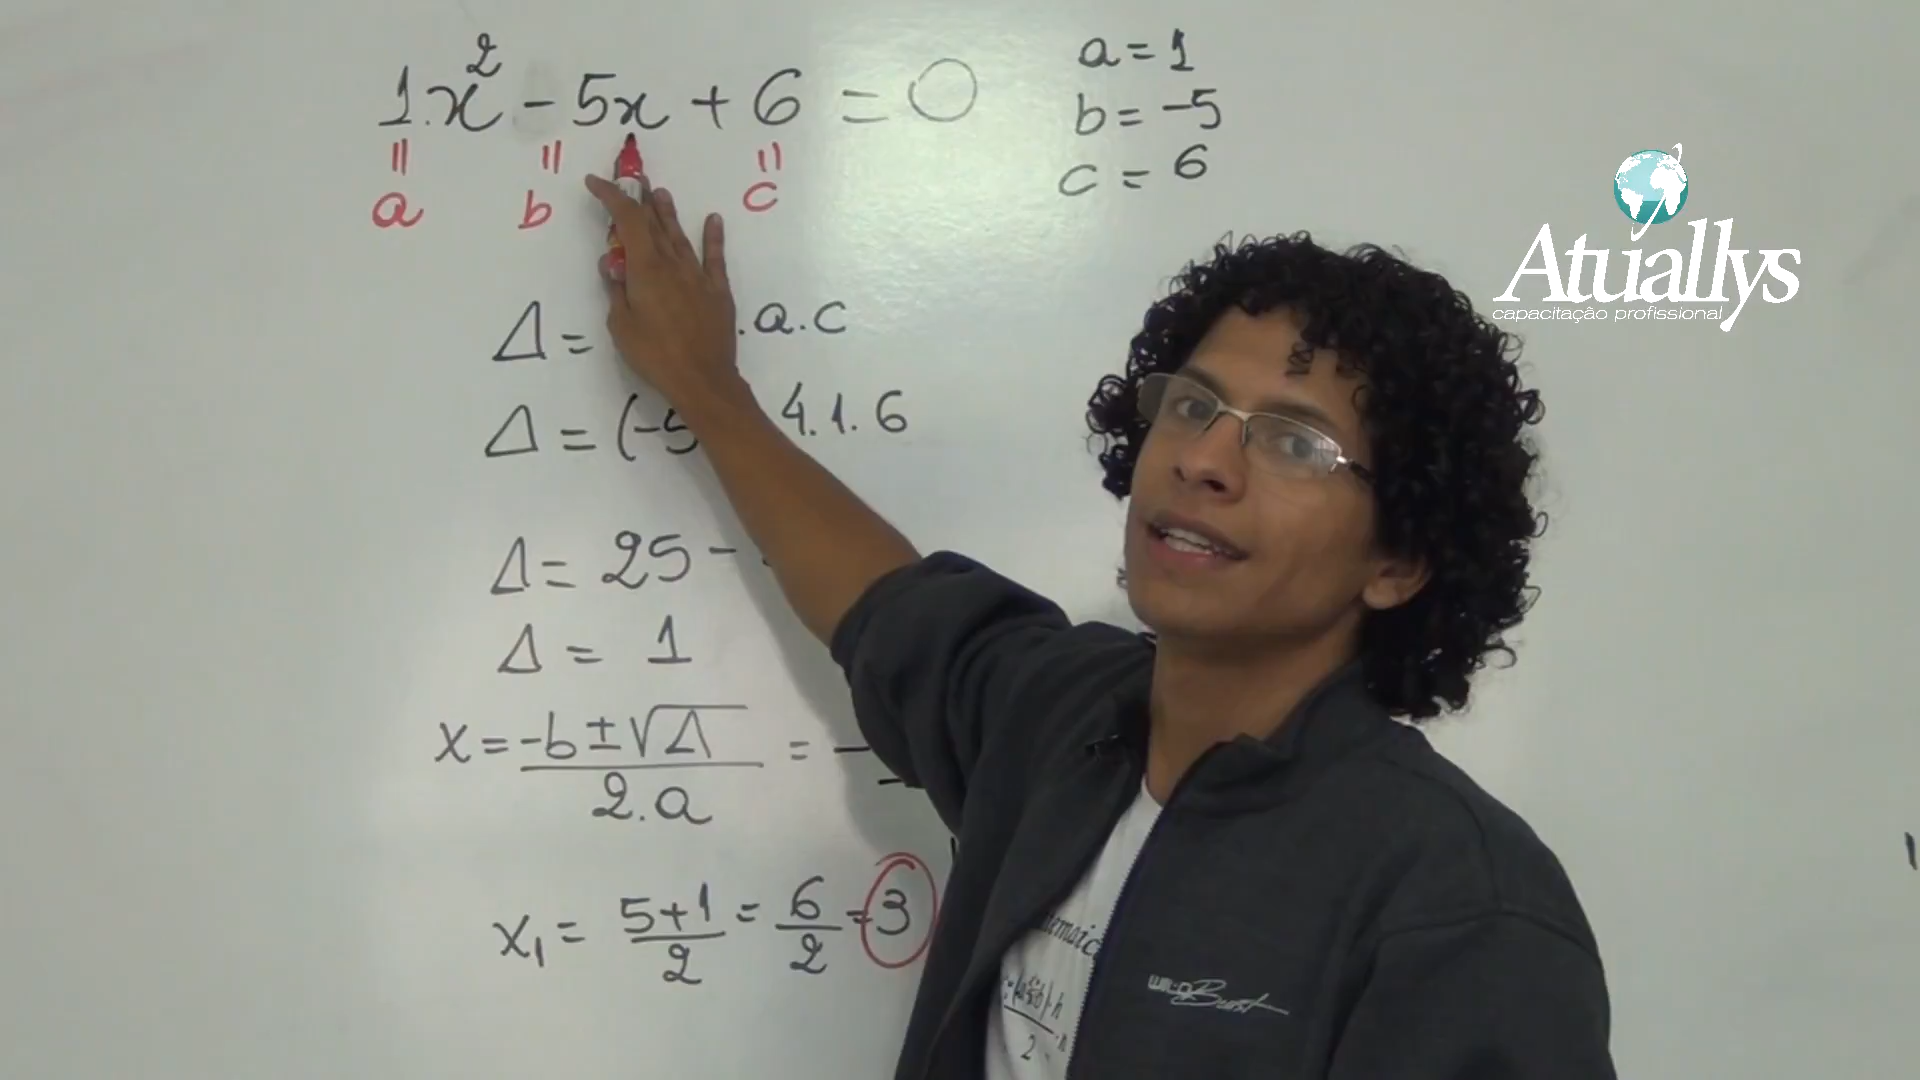 1.x² - 5x + 6 = 0
a = 1
b = -5
c = 6
a b c
Δ = .a.c
Δ = (-5 4.1.6
Δ = 25 -
Δ = 1
x = -b ± √Δ = -
2.a
x₁ = 5+1 = 6 = 3
2 2
Atuallys
capacitação profissional